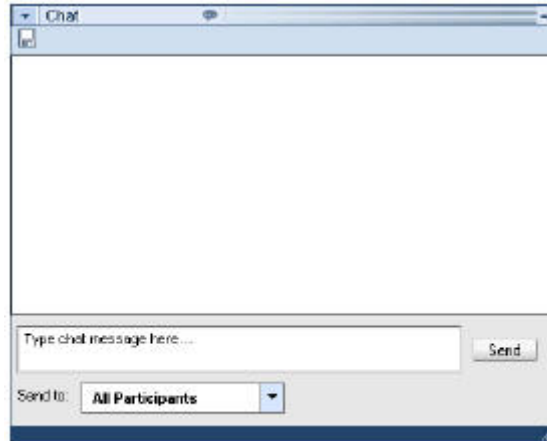 Chat
Type chat message here...
Send
Send to:
All Participants